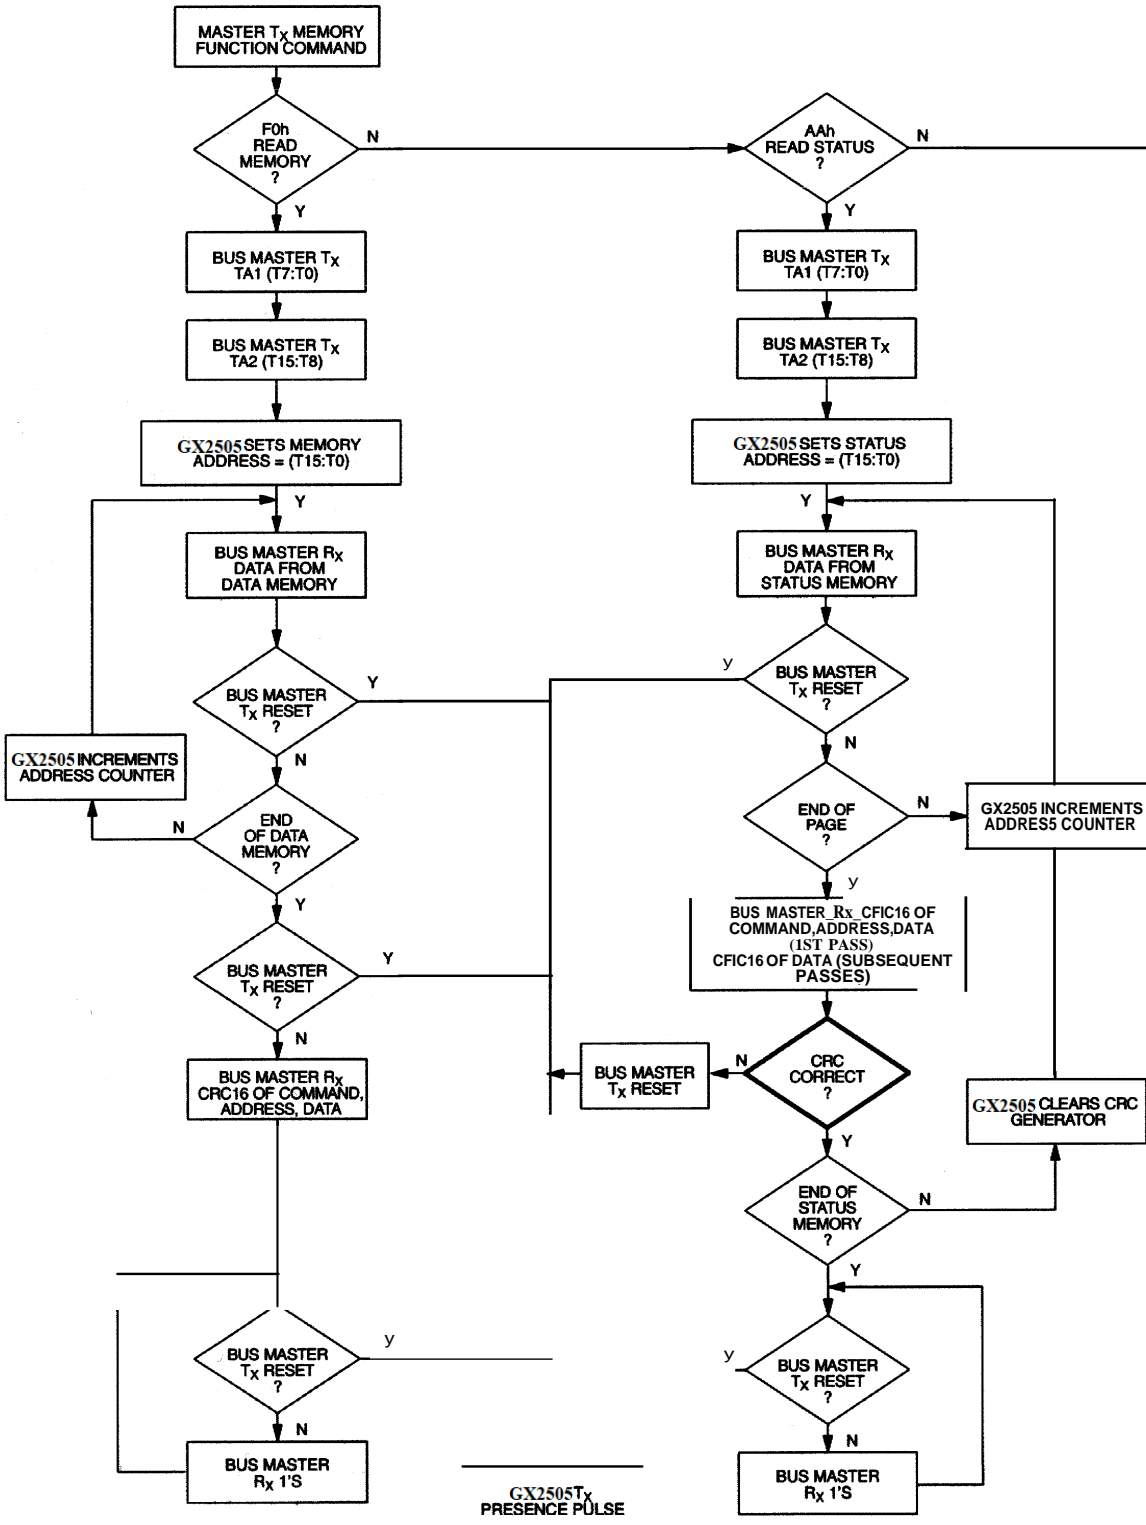 MASTER TX MEMORY
FUNCTION COMMAND
F0h
READ
MEMORY
?
N
Y
BUS MASTER TX
TA1 (T7:T0)
BUS MASTER TX
TA2 (T15:T8)
GX2505 SETS MEMORY
ADDRESS = (T15:T0)
Y
BUS MASTER RX
DATA FROM
DATA MEMORY
BUS MASTER
TX RESET
?
Y
N
GX2505 INCREMENTS
ADDRESS COUNTER
END
OF DATA
MEMORY
?
N
Y
BUS MASTER
TX RESET
?
Y
N
BUS MASTER RX
CRC16 OF COMMAND,
ADDRESS, DATA
BUS MASTER
TX RESET
?
y
N
BUS MASTER
RX 1'S
GX2505TX
PRESENCE PULSE
AAh
READ STATUS
?
N
Y
BUS MASTER TX
TA1 (T7:T0)
BUS MASTER TX
TA2 (T15:T8)
GX2505 SETS STATUS
ADDRESS = (T15:T0)
Y
BUS MASTER RX
DATA FROM
STATUS MEMORY
y
BUS MASTER
TX RESET
?
N
END OF
PAGE
?
N
GX2505 INCREMENTS
ADDRES5 COUNTER
y
BUS MASTER_Rx_CFIC16 OF
COMMAND,ADDRESS,DATA
(1ST PASS)
CFIC16 OF DATA (SUBSEQUENT
PASSES)
CRC
CORRECT
?
N
BUS MASTER
TX RESET
Y
GX2505 CLEARS CRC
GENERATOR
END OF
STATUS
MEMORY
?
N
Y
y
BUS MASTER
TX RESET
?
N
BUS MASTER
RX 1'S